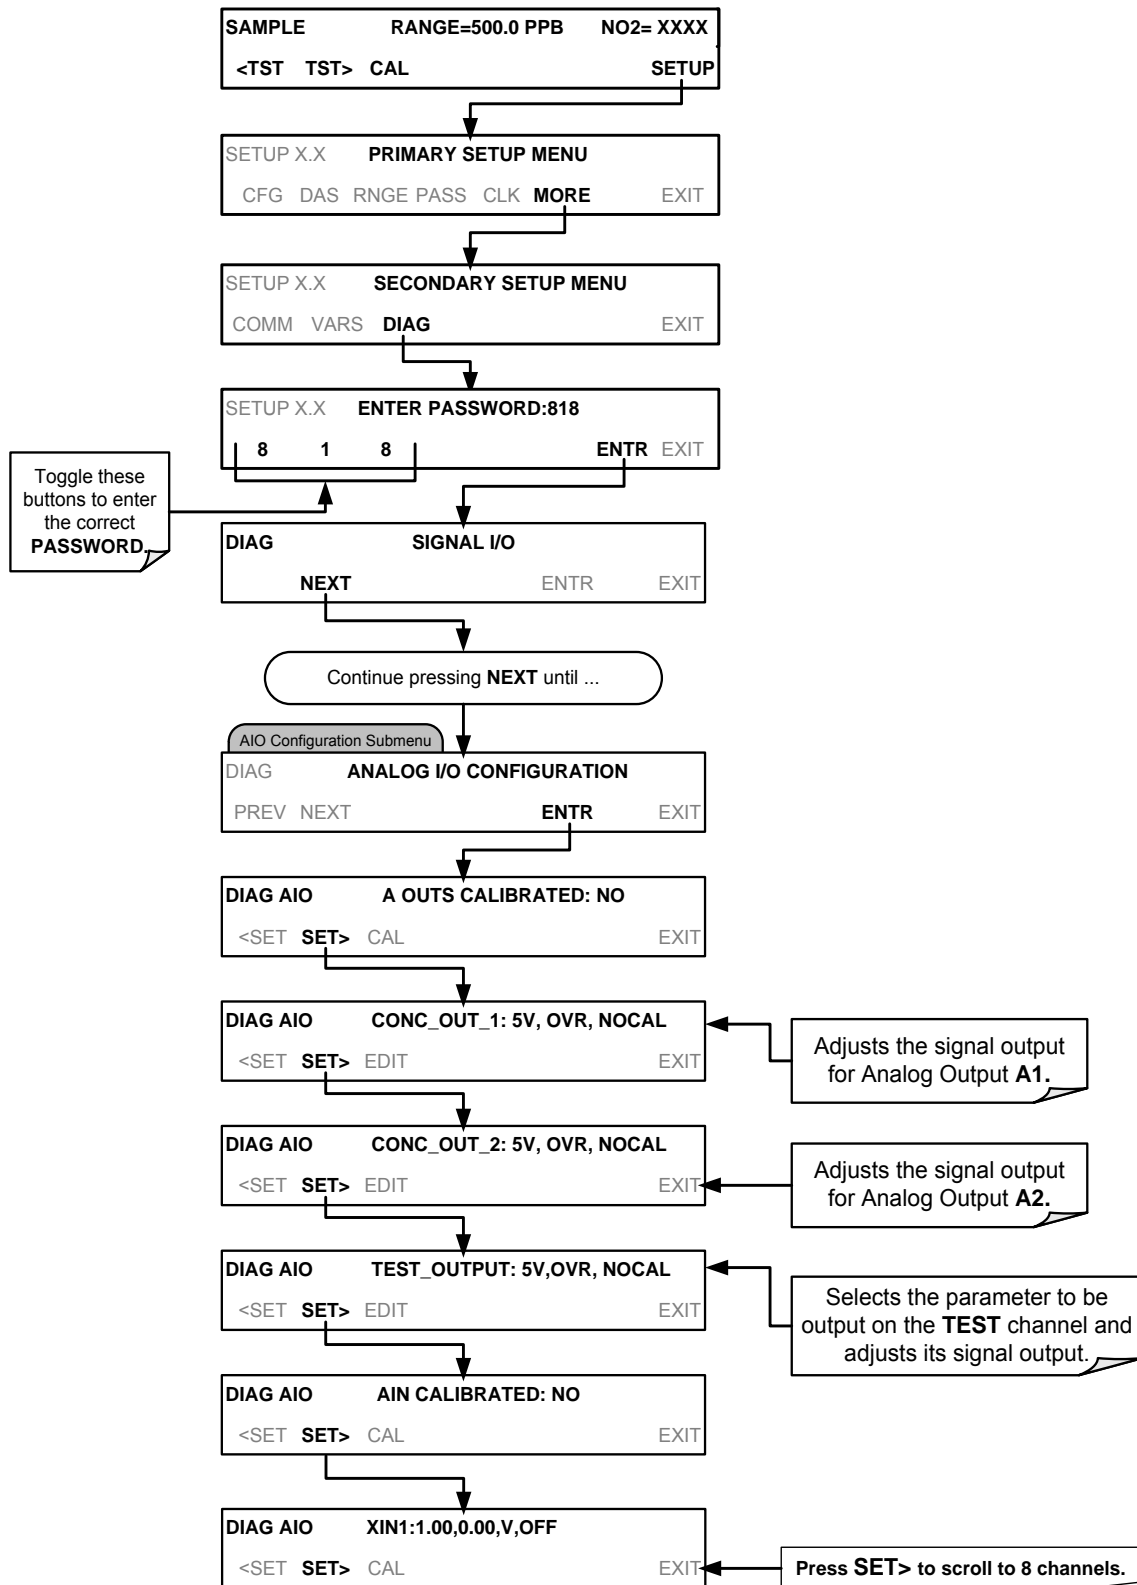 SAMPLE RANGE=500.0 PPB NO2= XXXX
<TST TST> CAL SETUP
SETUP X.X PRIMARY SETUP MENU
CFG DAS RNGE PASS CLK MORE EXIT
SETUP X.X SECONDARY SETUP MENU
COMM VARS DIAG EXIT
SETUP X.X ENTER PASSWORD:818
8 1 8 ENTR EXIT
Toggle these
buttons to enter
the correct
PASSWORD.
DIAG SIGNAL I/O
NEXT ENTR EXIT
Continue pressing NEXT until ...
AIO Configuration Submenu
DIAG ANALOG I/O CONFIGURATION
PREV NEXT ENTR EXIT
DIAG AIO A OUTS CALIBRATED: NO
<SET SET> CAL EXIT
DIAG AIO CONC_OUT_1: 5V, OVR, NOCAL
<SET SET> EDIT EXIT
Adjusts the signal output
for Analog Output A1.
DIAG AIO CONC_OUT_2: 5V, OVR, NOCAL
<SET SET> EDIT EXIT
Adjusts the signal output
for Analog Output A2.
DIAG AIO TEST_OUTPUT: 5V,OVR, NOCAL
<SET SET> EDIT EXIT
Selects the parameter to be
output on the TEST channel and
adjusts its signal output.
DIAG AIO AIN CALIBRATED: NO
<SET SET> CAL EXIT
DIAG AIO XIN1:1.00,0.00,V,OFF
<SET SET> CAL EXIT
Press SET> to scroll to 8 channels.